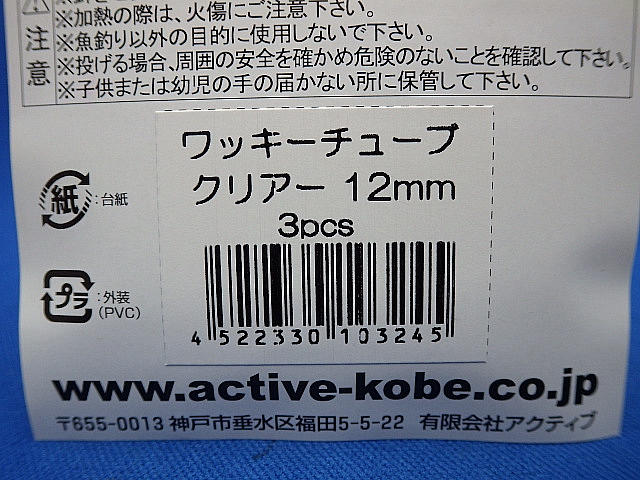 ※加熱の際は、火傷にご注意下さい。
注意
※魚釣り以外の目的に使用しないで下さい。
※投げる場合、周囲の安全を確かめ危険のないことを確認して下さい。
※子供または幼児の手の届かない所に保管して下さい。
ワッキーチューブ
クリアー 12mm
3pcs
4 522330 103245
紙:台紙
プラ:外装
(PVC)
www.active-kobe.co.jp
〒655-0013 神戸市垂水区福田5-5-22 有限会社アクティブ